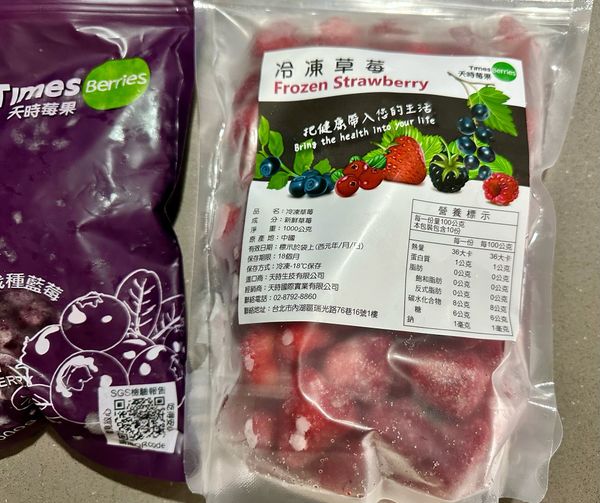 Times Berries
天時莓果
栽種藍莓
SGS檢驗報告
QRcode
冷凍草莓
Frozen Strawberry
Times Berries
天時莓果
把健康帶入您的生活
Bring the health into your life
品名：冷凍草莓
成分：新鮮草莓
淨重：1000公克
原產地：中國
有效日期：標示於袋上(西元年/月/日)
保存期限：18個月
保存方式：冷凍-18℃保存
進口商：天時生技有限公司
經銷商：天時國際實業有限公司
聯絡電話：02-8792-8860
聯絡地址：台北市內湖區瑞光路76巷16號1樓
營養標示
每一份量100公克
本包裝包含10份
每一份 每100公克
熱量 36大卡 36大卡
蛋白質 1公克 1公克
脂肪 0公克 0公克
飽和脂肪 0公克 0公克
反式脂肪 0公克 0公克
碳水化合物 8公克 8公克
糖 6公克 6公克
鈉 1毫克 1毫克